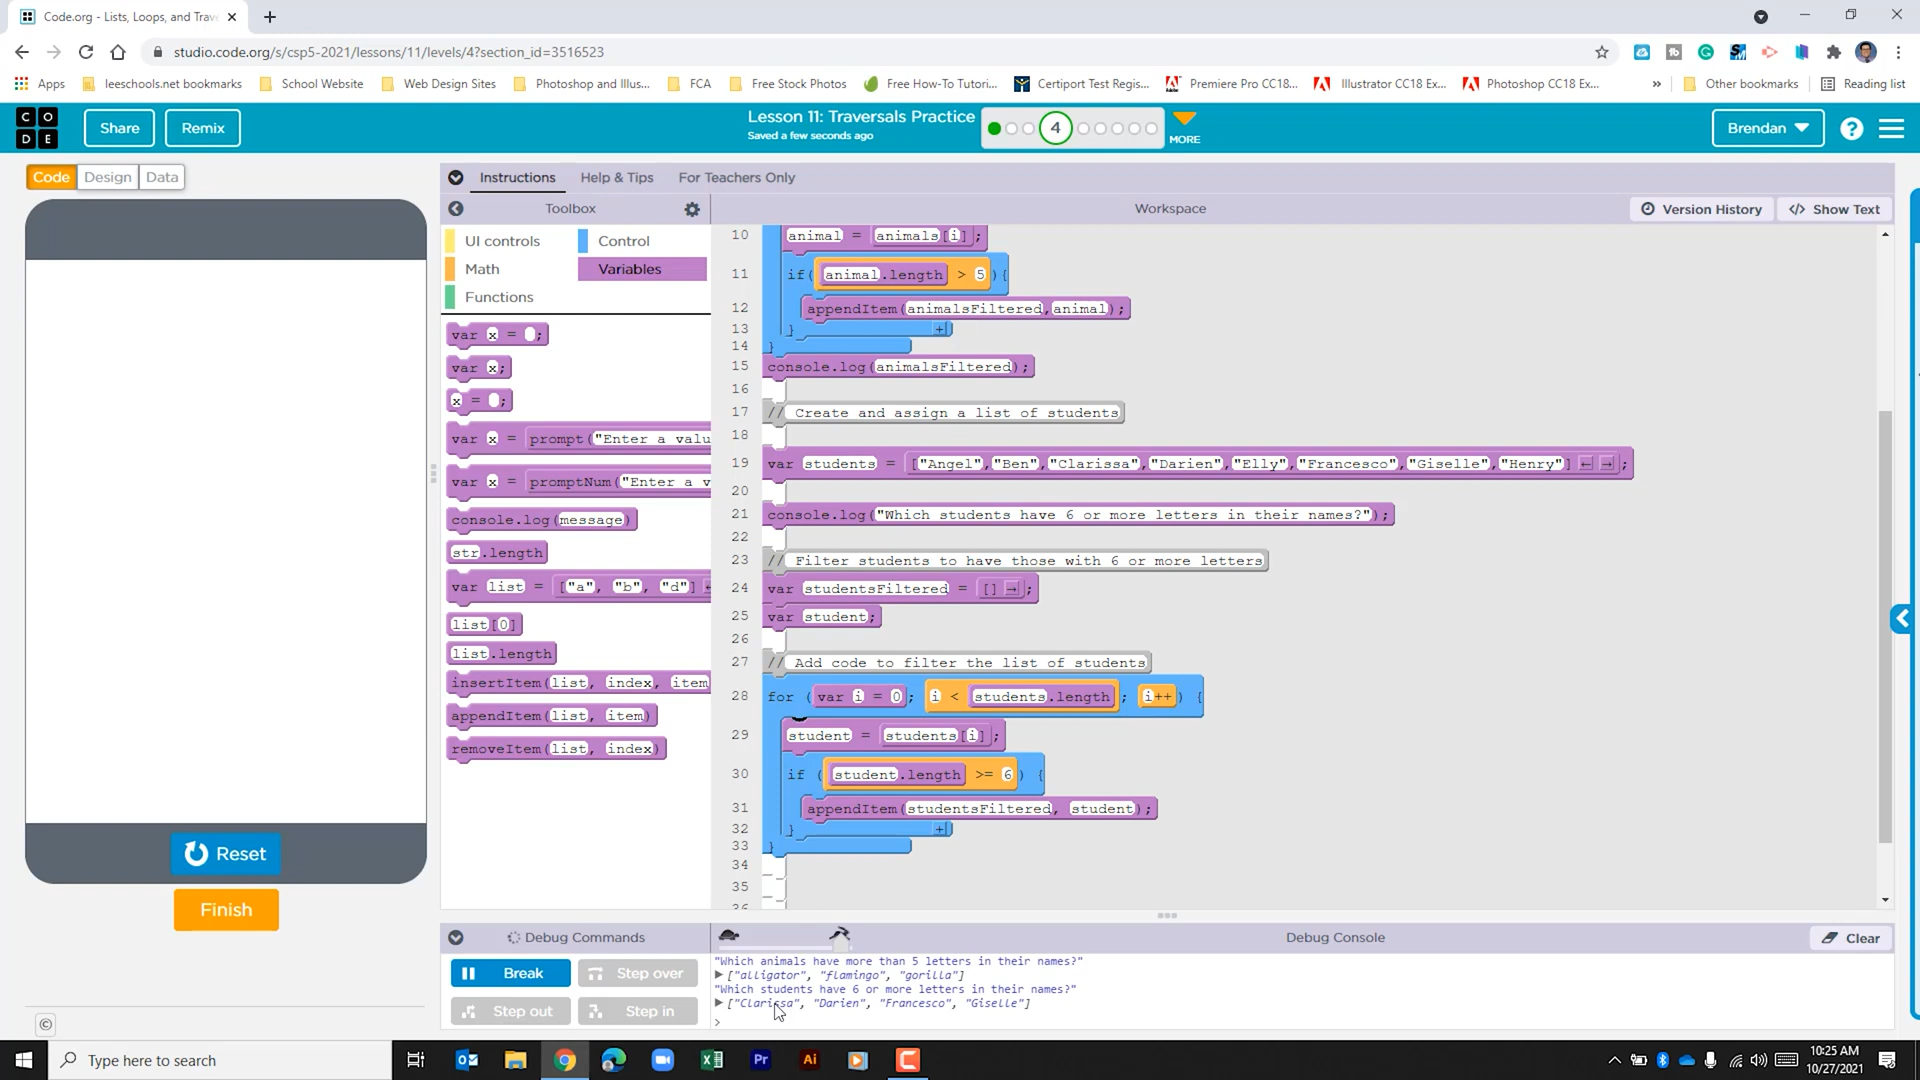 Code.org - Lists, Loops, and Trav
studio.code.org/s/csp5-2021/lessons/11/levels/4?section_id=3516523
Apps leeschools.net bookmarks School Website Web Design Sites Photoshop and Illus... FCA Free Stock Photos Free How-To Tutori... Certiport Test Regis... Premiere Pro CC18... Illustrator CC18 Ex... Photoshop CC18 Ex... » Other bookmarks Reading list
CODE Share Remix Lesson 11: Traversals Practice 4 MORE Brendan ?
Saved a few seconds ago
Code Design Data Instructions Help & Tips For Teachers Only
Toolbox Workspace Version History </> Show Text
UI controls Control
Math Variables
Functions
var x = ;
var x;
x = ;
var x = prompt("Enter a valu
var x = promptNum("Enter a v
console.log(message)
str.length
var list = ["a", "b", "d"]
list[0]
list.length
insertItem(list, index, item
appendItem(list, item)
removeItem(list, index)
10 animal = animals[i];
11 if(animal.length > 5){
12 appendItem(animalsFiltered,animal);
13 }
14 }
15 console.log(animalsFiltered);
16
17 // Create and assign a list of students
18
19 var students = ["Angel","Ben","Clarissa","Darien","Elly","Francesco","Giselle","Henry"] ← → ;
20
21 console.log("Which students have 6 or more letters in their names?");
22
23 // Filter students to have those with 6 or more letters
24 var studentsFiltered = [] → ;
25 var student;
26
27 // Add code to filter the list of students
28 for (var i = 0; i < students.length; i++) {
29 student = students[i];
30 if (student.length >= 6) {
31 appendItem(studentsFiltered, student);
32 }
33 }
34
35
36
Reset
Finish
Debug Commands Debug Console Clear
Break Step over
Step out Step in
"Which animals have more than 5 letters in their names?"
["alligator", "flamingo", "gorilla"]
"Which students have 6 or more letters in their names?"
["Clarissa", "Darien", "Francesco", "Giselle"]
>
©
Type here to search
10:25 AM
10/27/2021